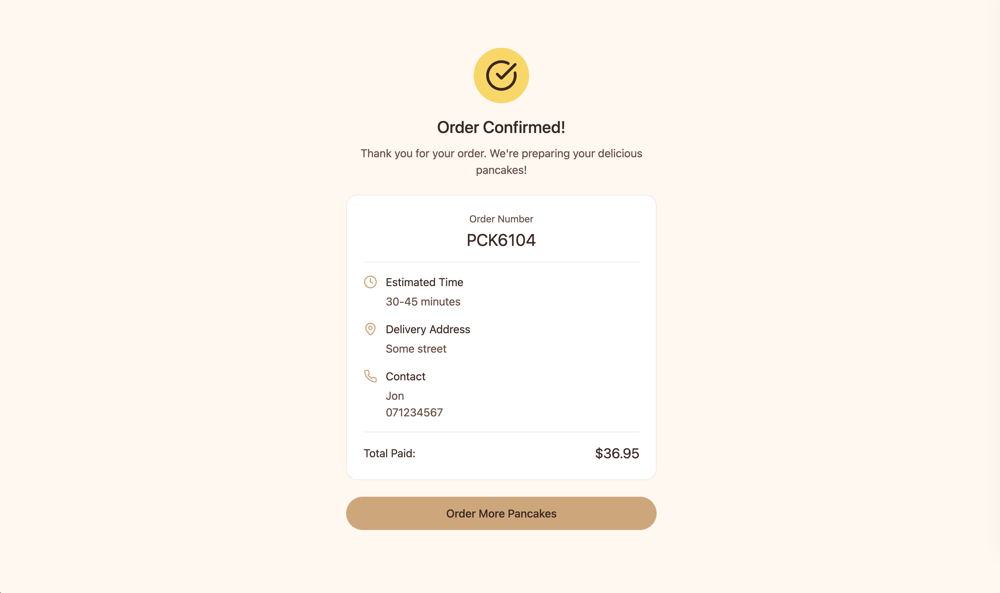 Order Confirmed!
Thank you for your order. We're preparing your delicious
pancakes!
Order Number
PCK6104
Estimated Time
30-45 minutes
Delivery Address
Some street
Contact
Jon
071234567
Total Paid: $36.95
Order More Pancakes